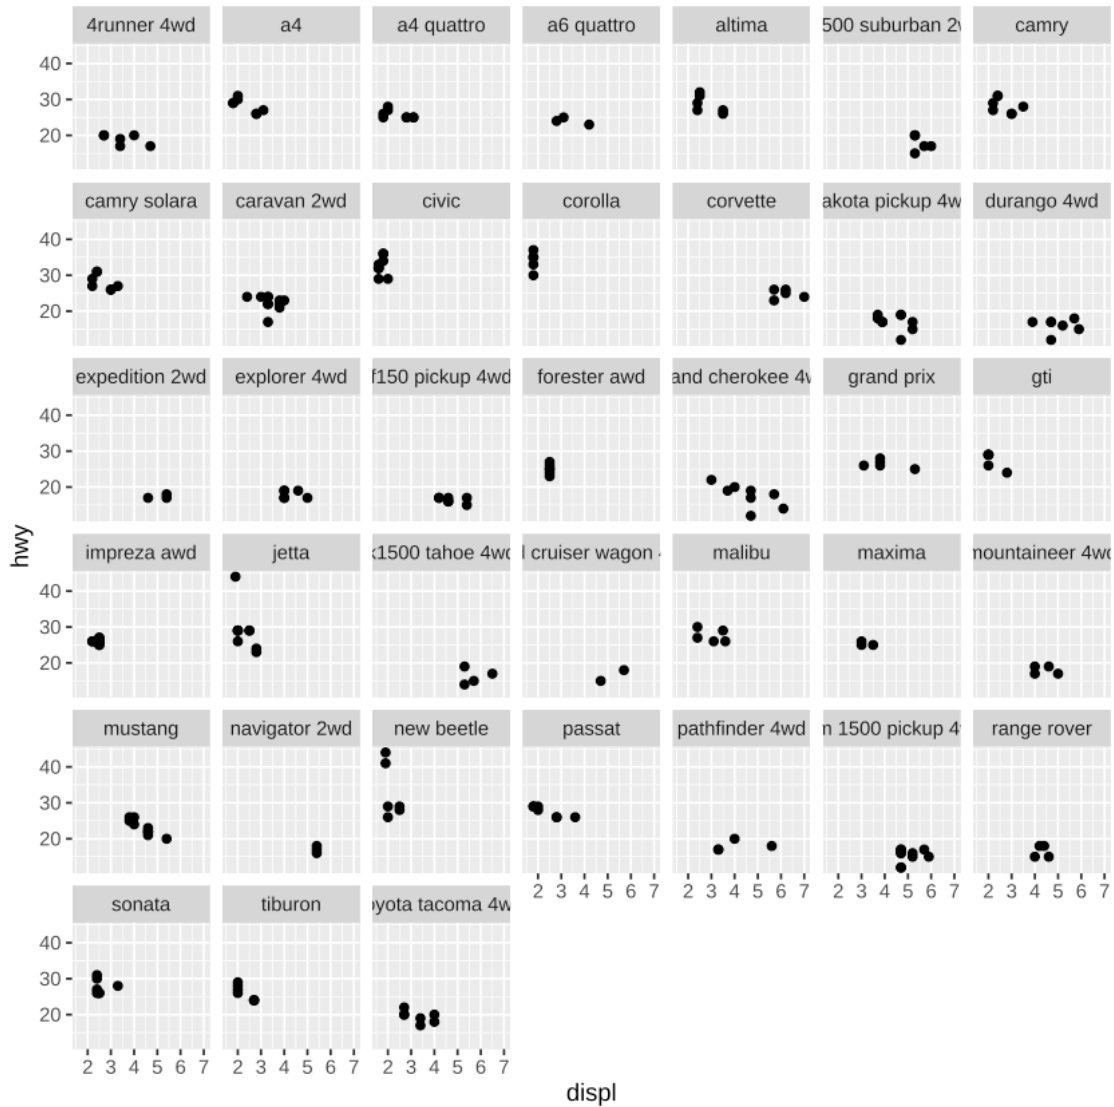 4runner 4wd a4 a4 quattro a6 quattro altima 500 suburban 2w camry
40
30
20
camry solara caravan 2wd civic corolla corvette akota pickup 4w durango 4wd
40
30
20
expedition 2wd explorer 4wd f150 pickup 4wd forester awd and cherokee 4w grand prix gti
40
30
20
hwy
impreza awd jetta k1500 tahoe 4wd d cruiser wagon malibu maxima mountaineer 4wd
40
30
20
mustang navigator 2wd new beetle passat pathfinder 4wd m 1500 pickup 4w range rover
40
30
20
2 3 4 5 6 7 2 3 4 5 6 7 2 3 4 5 6 7 2 3 4 5 6 7
sonata tiburon oyota tacoma 4w
40
30
20
2 3 4 5 6 7 2 3 4 5 6 7 2 3 4 5 6 7
displ